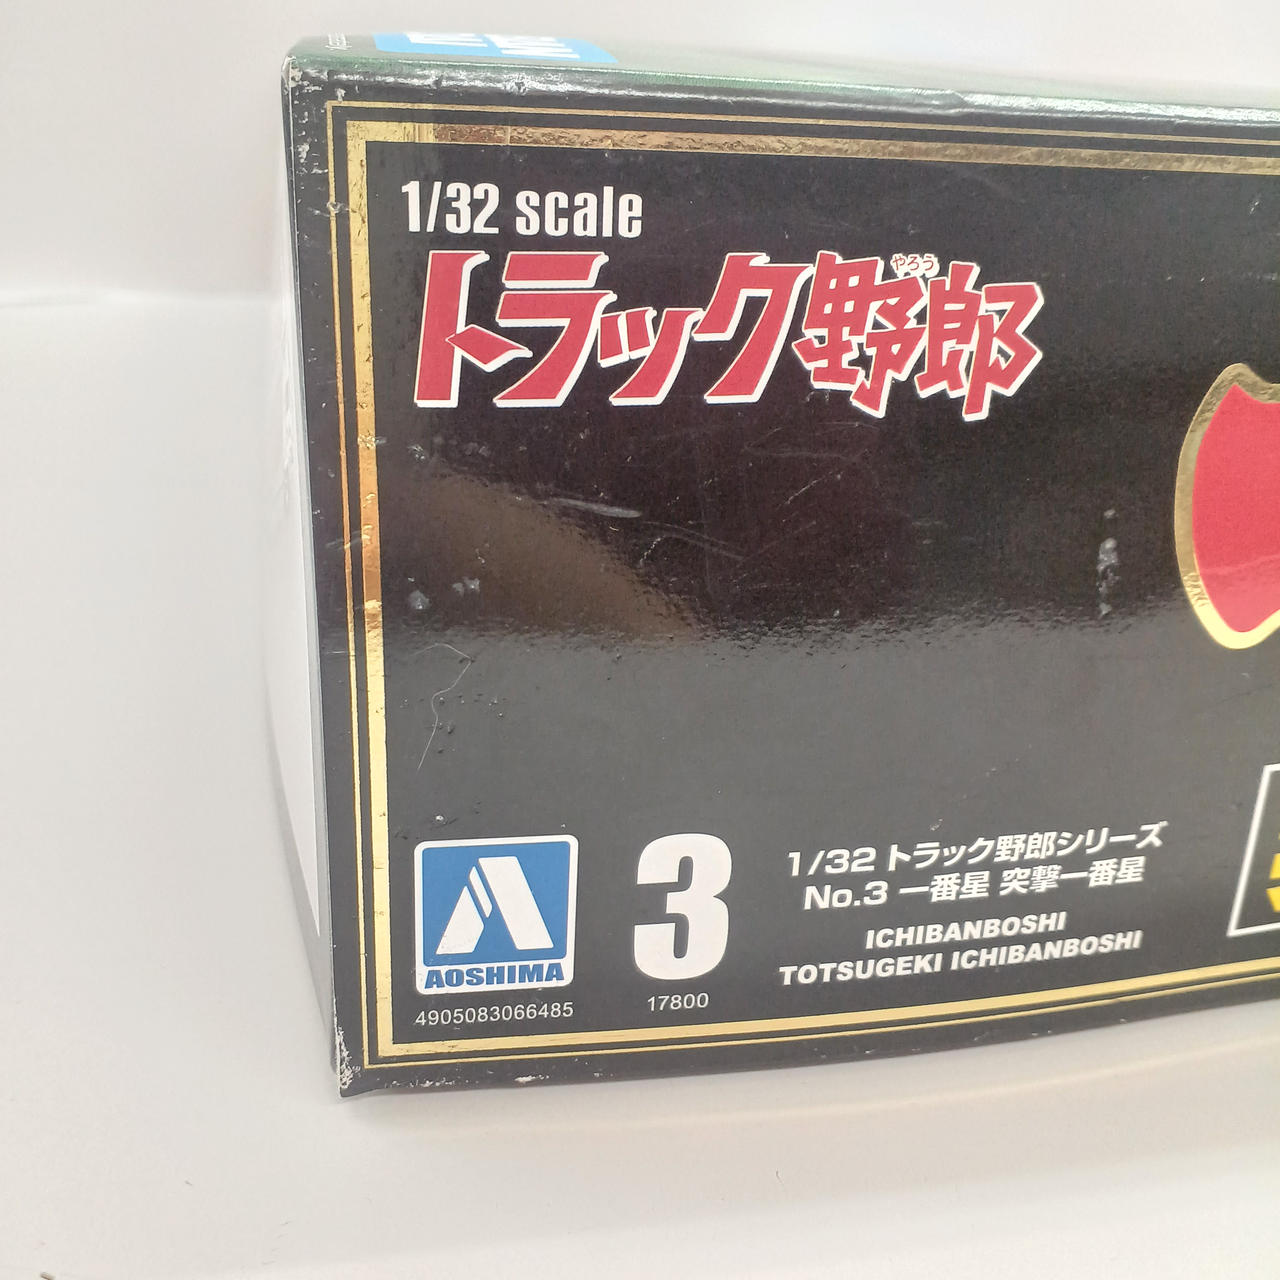 1/32 scale
やろう
トラック野郎
AOSHIMA
4905083066485
3
17800
1/32 トラック野郎シリーズ
No.3 一番星 突撃一番星
ICHIBANBOSHI
TOTSUGEKI ICHIBANBOSHI